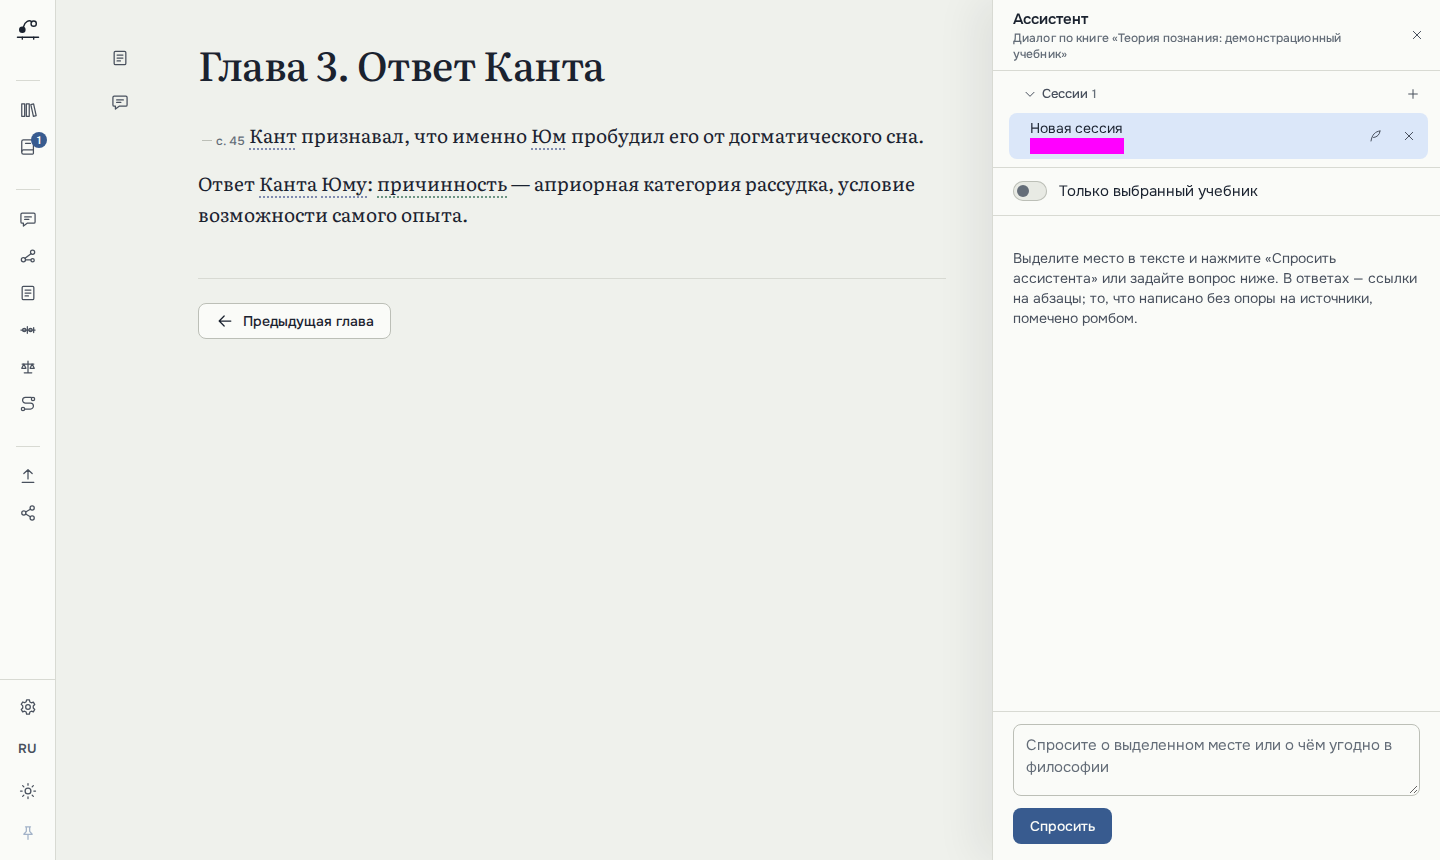 Глава 3. Ответ Канта
с. 45 Кант признавал, что именно Юм пробудил его от догматического сна.
Ответ Канта Юму: причинность — априорная категория рассудка, условие
возможности самого опыта.
Предыдущая глава
1
RU
Ассистент
Диалог по книге «Теория познания: демонстрационный
учебник»
Сессии 1
Новая сессия
Только выбранный учебник
Выделите место в тексте и нажмите «Спросить
ассистента» или задайте вопрос ниже. В ответах — ссылки
на абзацы; то, что написано без опоры на источники,
помечено ромбом.
Спросите о выделенном месте или о чём угодно в
философии
Спросить